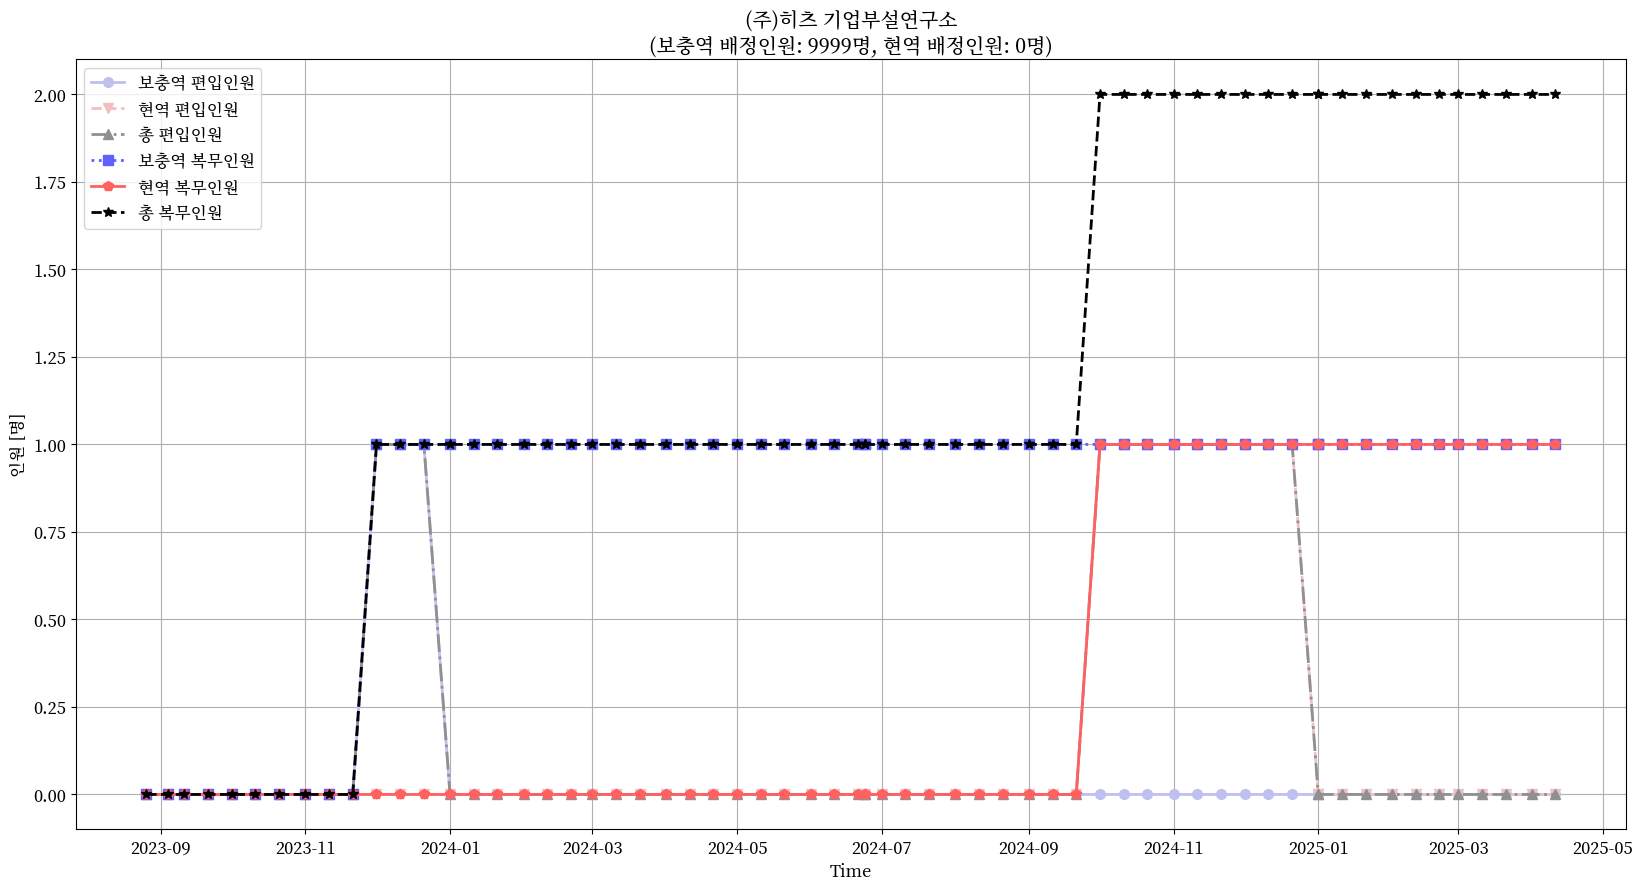 (주)히츠 기업부설연구소
(보충역 배정인원: 9999명, 현역 배정인원: 0명)
보충역 편입인원
현역 편입인원
총 편입인원
보충역 복무인원
현역 복무인원
총 복무인원
2.00
1.75
1.50
1.25
1.00
0.75
0.50
0.25
0.00
인원 [명]
2023-09
2023-11
2024-01
2024-03
2024-05
2024-07
2024-09
2024-11
2025-01
2025-03
2025-05
Time